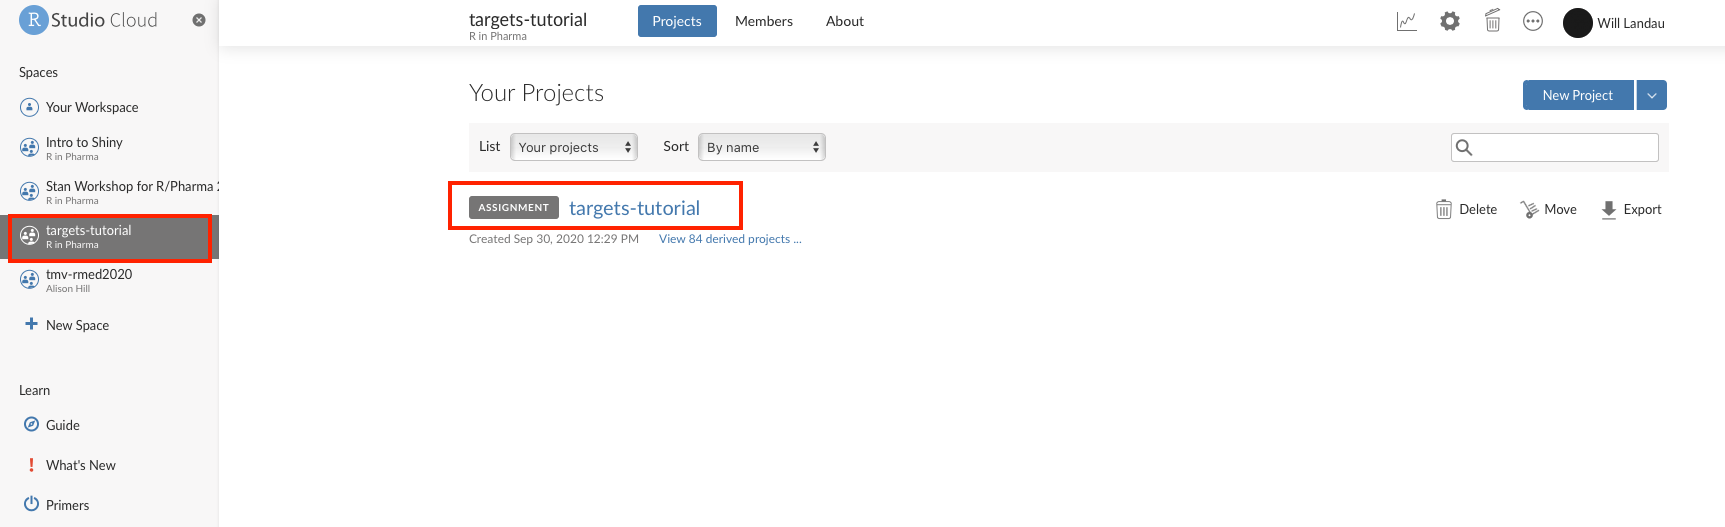 R Studio Cloud
Spaces
Your Workspace
Intro to Shiny
R in Pharma
Stan Workshop for R/Pharma 2
R in Pharma
targets-tutorial
R in Pharma
tmv-rmed2020
Alison Hill
New Space
Learn
Guide
What's New
Primers
targets-tutorial
R in Pharma
Projects Members About
Will Landau
Your Projects
New Project
List Your projects Sort By name
ASSIGNMENT targets-tutorial
Delete Move Export
Created Sep 30, 2020 12:29 PM View 84 derived projects ...